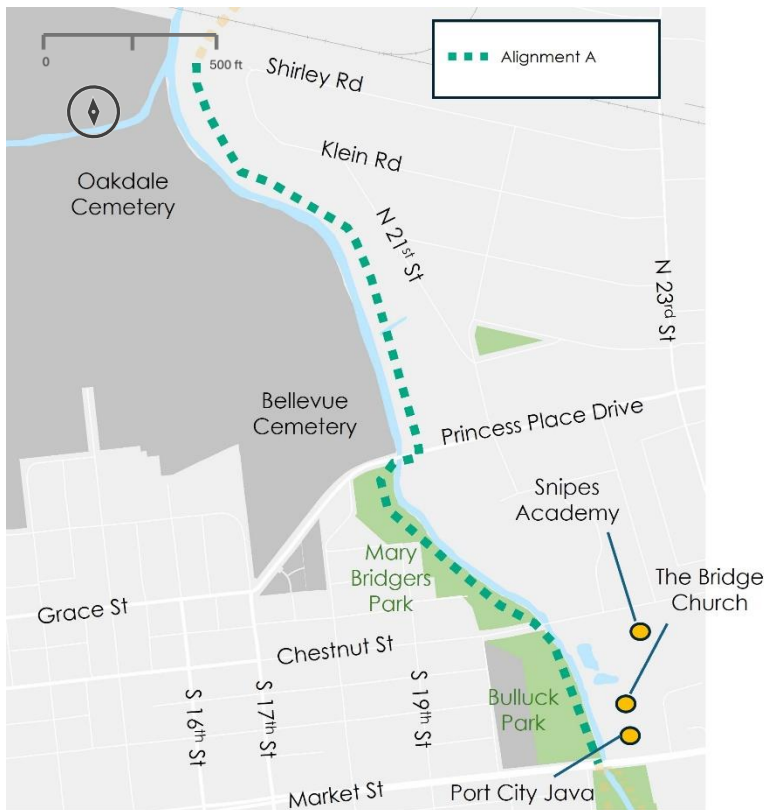 0
500 ft
Alignment A
Shirley Rd
Klein Rd
Oakdale
Cemetery
N 21st St
N 23rd St
Bellevue
Cemetery
Princess Place Drive
Snipes
Academy
Mary
Bridgers
Park
The Bridge
Church
Grace St
Chestnut St
S 16th St
S 17th St
S 19th St
Bulluck
Park
Market St
Port City Java